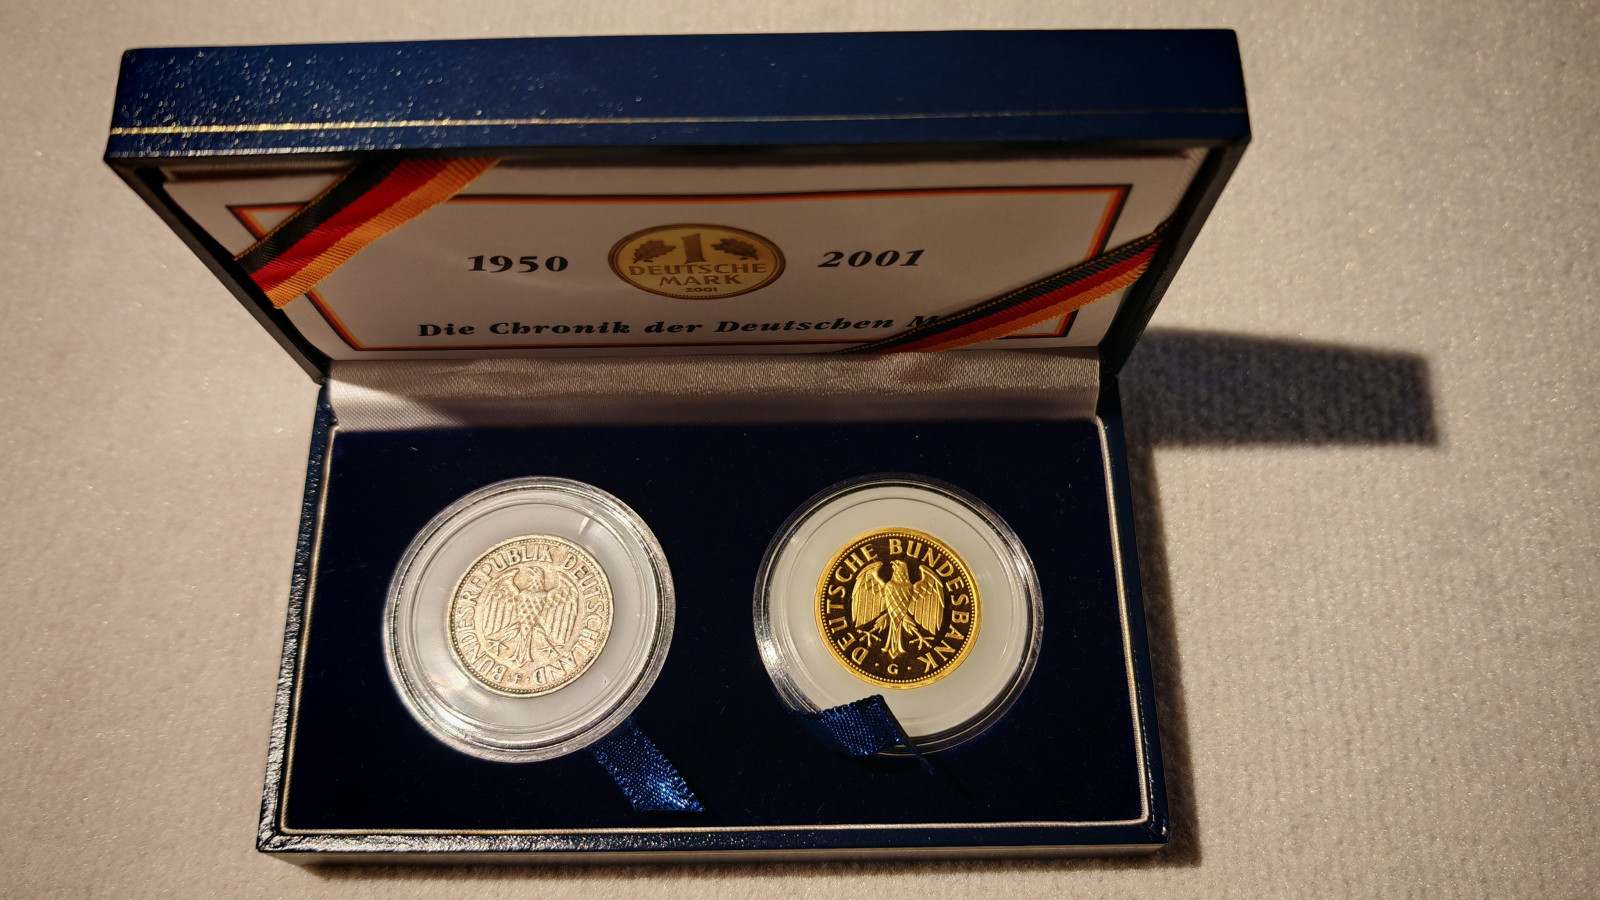 1950
1
DEUTSCHE
MARK
2001
2001
Die Chronik der Deutschen
BUNDESREPUBLIK DEUTSCHLAND
F
DEUTSCHE BUNDESBANK
G